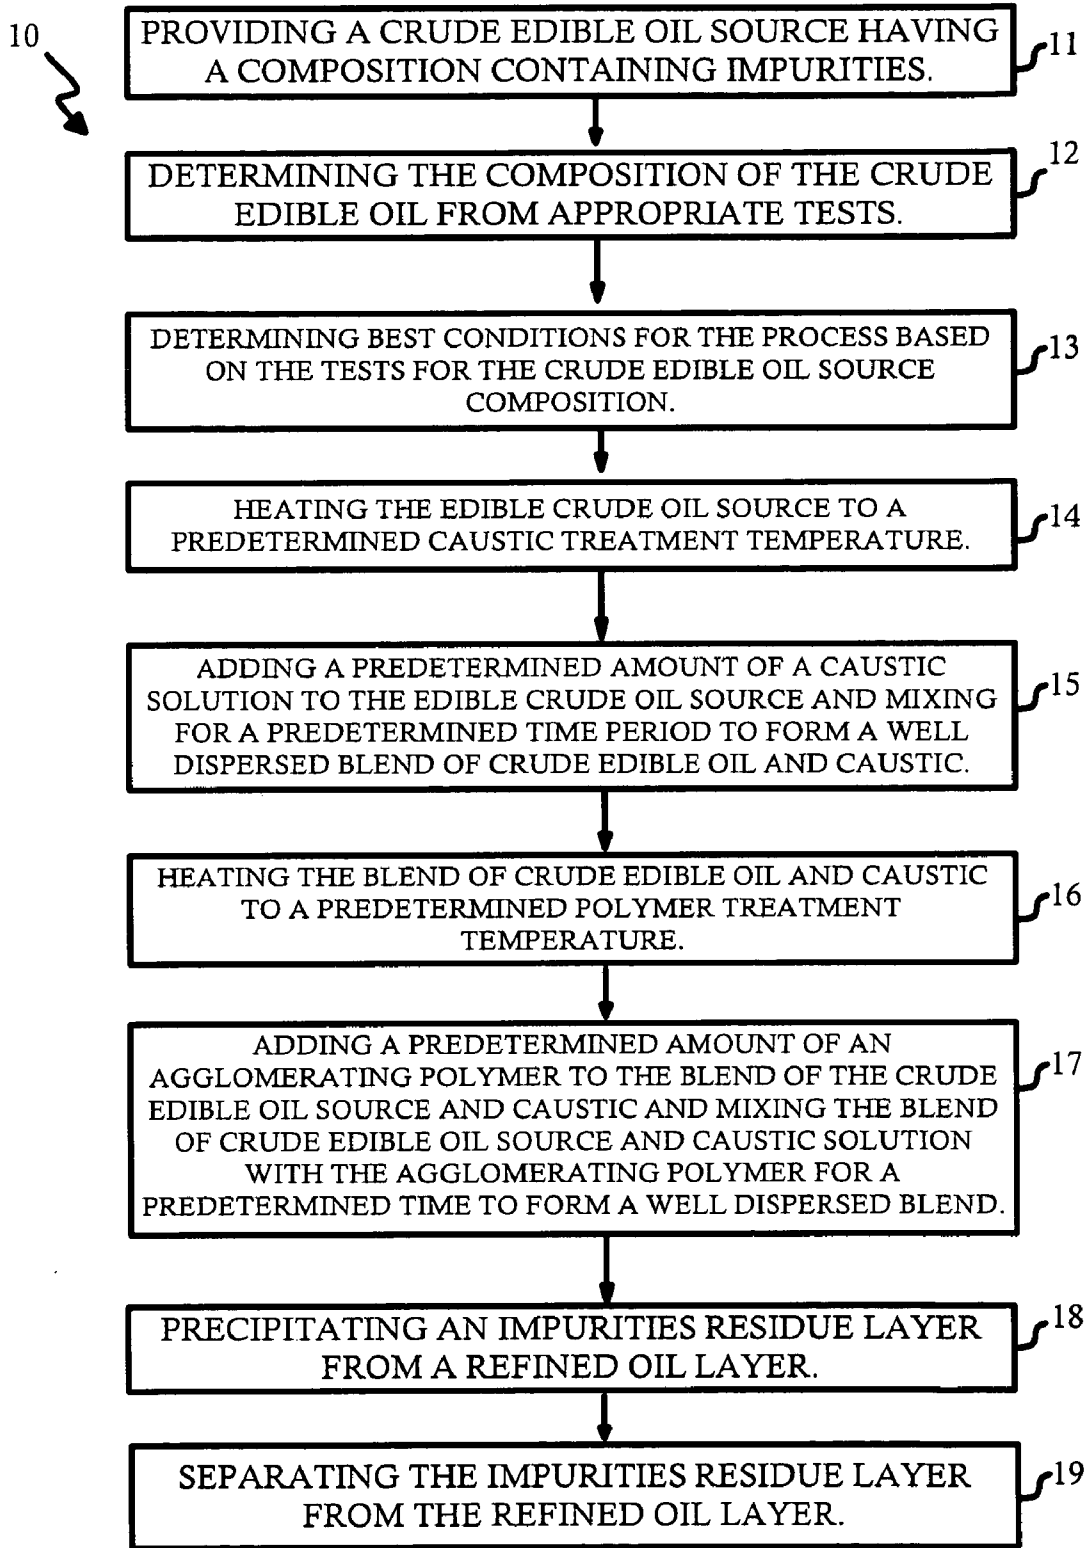 10
PROVIDING A CRUDE EDIBLE OIL SOURCE HAVING
A COMPOSITION CONTAINING IMPURITIES.
11
DETERMINING THE COMPOSITION OF THE CRUDE
EDIBLE OIL FROM APPROPRIATE TESTS.
12
DETERMINING BEST CONDITIONS FOR THE PROCESS BASED
ON THE TESTS FOR THE CRUDE EDIBLE OIL SOURCE
COMPOSITION.
13
HEATING THE EDIBLE CRUDE OIL SOURCE TO A
PREDETERMINED CAUSTIC TREATMENT TEMPERATURE.
14
ADDING A PREDETERMINED AMOUNT OF A CAUSTIC
SOLUTION TO THE EDIBLE CRUDE OIL SOURCE AND MIXING
FOR A PREDETERMINED TIME PERIOD TO FORM A WELL
DISPERSED BLEND OF CRUDE EDIBLE OIL AND CAUSTIC.
15
HEATING THE BLEND OF CRUDE EDIBLE OIL AND CAUSTIC
TO A PREDETERMINED POLYMER TREATMENT
TEMPERATURE.
16
ADDING A PREDETERMINED AMOUNT OF AN
AGGLOMERATING POLYMER TO THE BLEND OF THE CRUDE
EDIBLE OIL SOURCE AND CAUSTIC AND MIXING THE BLEND
OF CRUDE EDIBLE OIL SOURCE AND CAUSTIC SOLUTION
WITH THE AGGLOMERATING POLYMER FOR A
PREDETERMINED TIME TO FORM A WELL DISPERSED BLEND.
17
PRECIPITATING AN IMPURITIES RESIDUE LAYER
FROM A REFINED OIL LAYER.
18
SEPARATING THE IMPURITIES RESIDUE LAYER
FROM THE REFINED OIL LAYER.
19